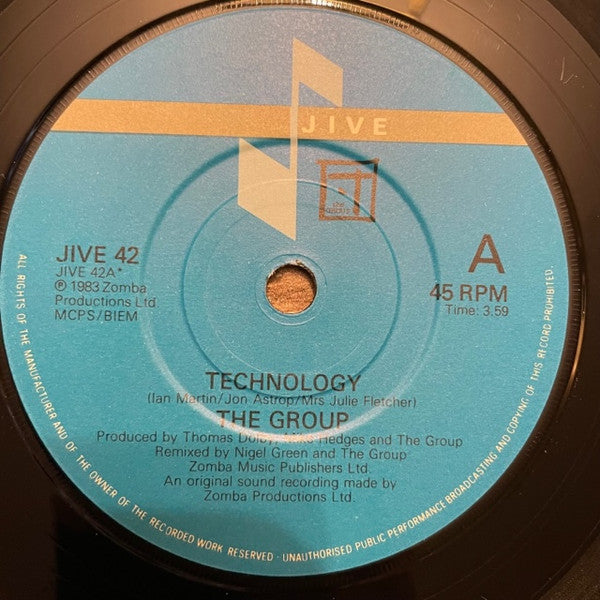 JIVE
JIVE 42
JIVE 42A*
℗ 1983 Zomba
Productions Ltd
MCPS/BIEM
A
45 RPM
Time: 3.59
TECHNOLOGY
(Ian Martin/Jon Astrop/Mrs Julie Fletcher)
THE GROUP
Produced by Thomas Dolby, Mike Hedges and The Group
Remixed by Nigel Green and The Group
Zomba Music Publishers Ltd.
An original sound recording made by
Zomba Productions Ltd.
ALL RIGHTS OF THE MANUFACTURER AND OF THE OWNER OF THE RECORDED WORK RESERVED - UNAUTHORISED PUBLIC PERFORMANCE BROADCASTING AND COPYING OF THIS RECORD PROHIBITED.